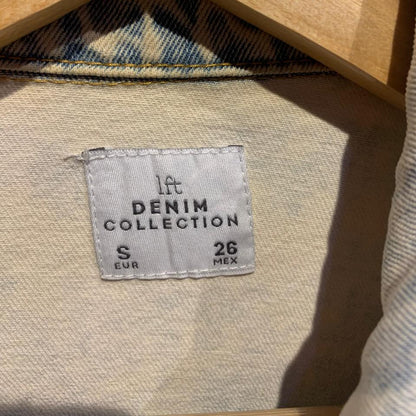 lft
DENIM
COLLECTION
S 26
EUR MEX